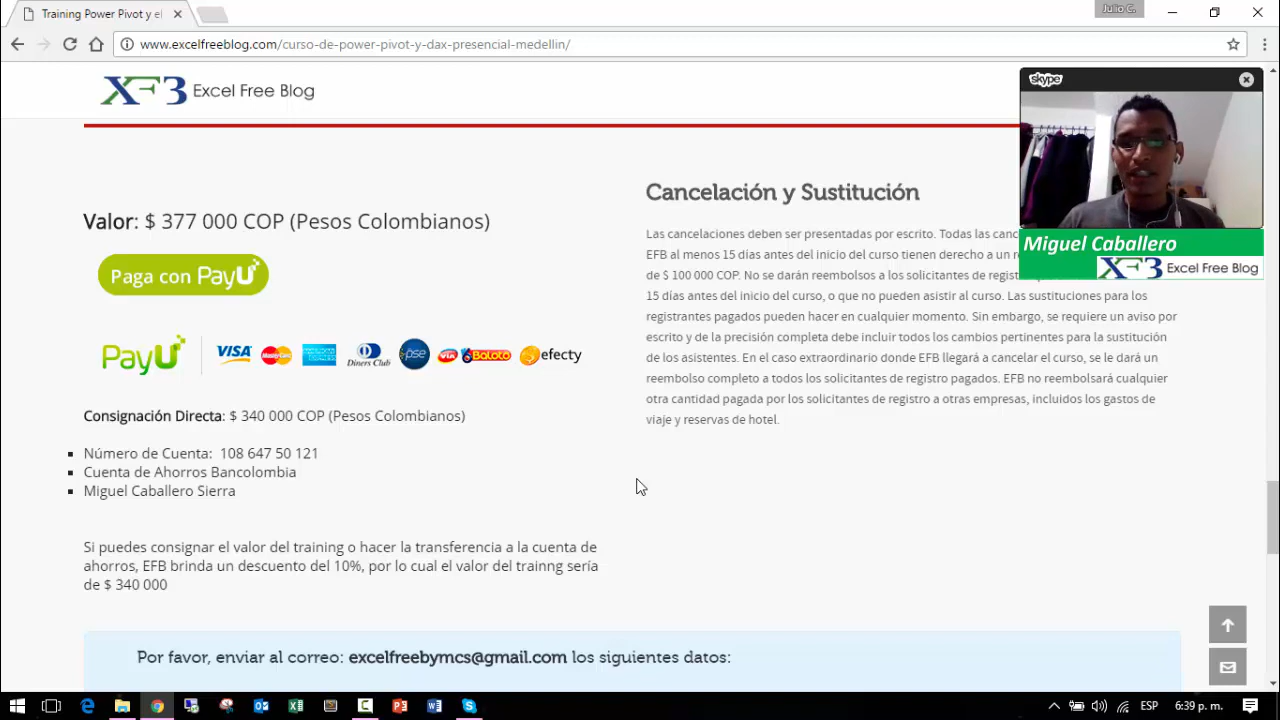 Training Power Pivot y el
Julio C.
www.excelfreeblog.com/curso-de-power-pivot-y-dax-presencial-medellin/
XF3 Excel Free Blog
skype
Miguel Caballero
XF3 Excel Free Blog
Valor: $ 377 000 COP (Pesos Colombianos)
Paga con PayU
PayU
VISA MasterCard Diners Club pse VIA Baloto efecty
Consignación Directa: $ 340 000 COP (Pesos Colombianos)
Número de Cuenta: 108 647 50 121
Cuenta de Ahorros Bancolombia
Miguel Caballero Sierra
Si puedes consignar el valor del training o hacer la transferencia a la cuenta de
ahorros, EFB brinda un descuento del 10%, por lo cual el valor del trainng sería
de $ 340 000
Cancelación y Sustitución
Las cancelaciones deben ser presentadas por escrito. Todas las
EFB al menos 15 días antes del inicio del curso tienen derecho a un
de $ 100 000 COP. No se darán reembolsos a los solicitantes de
15 días antes del inicio del curso, o que no pueden asistir al curso. Las sustituciones para los
registrantes pagados pueden hacer en cualquier momento. Sin embargo, se requiere un aviso por
escrito y de la precisión completa debe incluir todos los cambios pertinentes para la sustitución
de los asistentes. En el caso extraordinario donde EFB llegará a cancelar el curso, se le dará un
reembolso completo a todos los solicitantes de registro pagados. EFB no reembolsará cualquier
otra cantidad pagada por los solicitantes de registro a otras empresas, incluidos los gastos de
viaje y reservas de hotel.
Por favor, enviar al correo: excelfreebymcs@gmail.com los siguientes datos:
ESP 6:39 p. m.